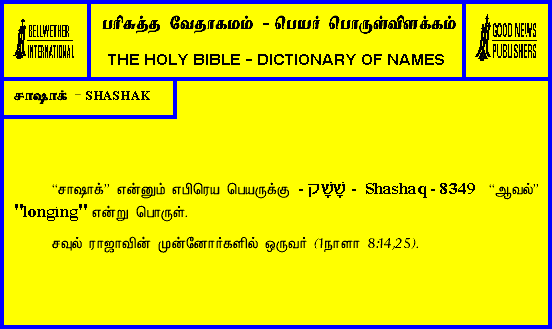 BELLWETHER
INTERNATIONAL
பரிசுத்த வேதாகமம் - பெயர் பொருள்விளக்கம்
THE HOLY BIBLE - DICTIONARY OF NAMES
GOOD NEWS
PUBLISHERS
சாஷாக் - SHASHAK
“சாஷாக்” என்னும் எபிரெய பெயருக்கு - שָׁשָׁק - Shashaq - 8349 “ஆவல்”
"longing" என்று பொருள்.
சவுல் ராஜாவின் முன்னோர்களில் ஒருவர் (1நாளா 8:14,25).